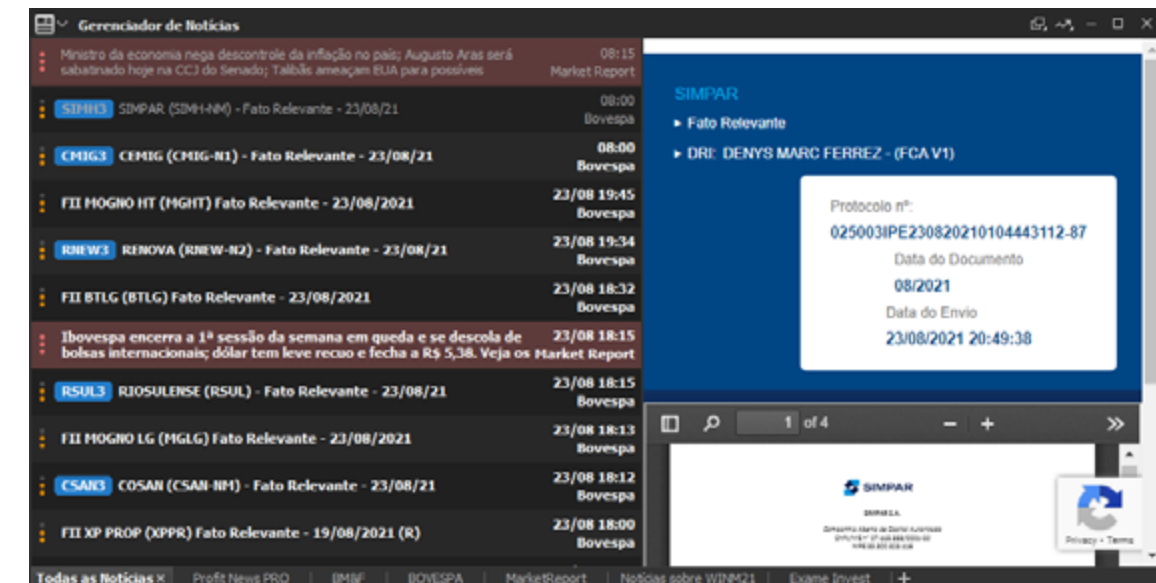 Gerenciador de Notícias
Ministro da economia nega descontrole da inflação no país; Augusto Aras será 08:15
sabatinado hoje na CCJ do Senado; Talibãs ameaçam EUA para possíveis Market Report
SIMH3 SIMPAR (SIMH-NM) - Fato Relevante - 23/08/21 08:00
Bovespa
CMIG3 CEMIG (CMIG-N1) - Fato Relevante - 23/08/21 08:00
Bovespa
FII MOGNO HT (MGHT) Fato Relevante - 23/08/2021 23/08 19:45
Bovespa
RNEW3 RENOVA (RNEW-N2) - Fato Relevante - 23/08/21 23/08 19:34
Bovespa
FII BTLG (BTLG) Fato Relevante - 23/08/2021 23/08 18:32
Bovespa
Ibovespa encerra a 1ª sessão da semana em queda e se descola de 23/08 18:15
bolsas internacionais; dólar tem leve recuo e fecha a R$ 5,38. Veja os Market Report
RSUL3 RIOSULENSE (RSUL) - Fato Relevante - 23/08/21 23/08 18:15
Bovespa
FII MOGNO LG (MGLG) Fato Relevante - 23/08/2021 23/08 18:13
Bovespa
CSAN3 COSAN (CSAN-NM) - Fato Relevante - 23/08/21 23/08 18:12
Bovespa
FII XP PROP (XPPR) Fato Relevante - 19/08/2021 (R) 23/08 18:00
Bovespa
SIMPAR
Fato Relevante
DRI: DENYS MARC FERREZ - (FCA V1)
Protocolo nº:
025003IPE230820210104443112-87
Data do Documento
08/2021
Data do Envio
23/08/2021 20:49:38
1 of 4
SIMPAR
SIMPAR S.A.
Privacy - Terms
Todas as Notícias Profit News PRO BM&F BOVESPA MarketReport Notícias sobre WINM21 Exame Invest